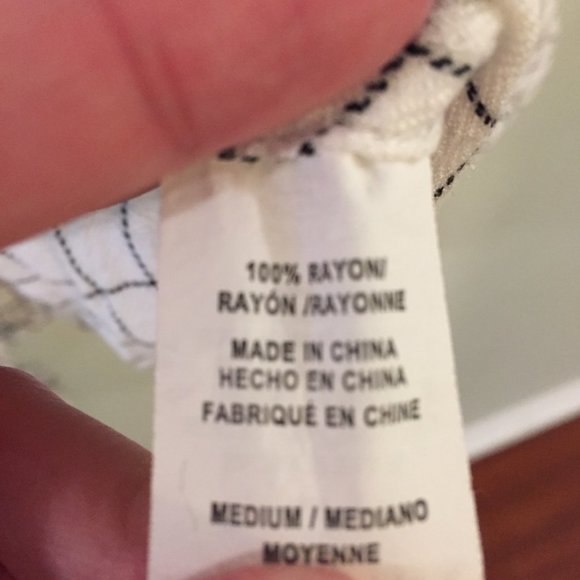 100% RAYON/
RAYÓN /RAYONNE
MADE IN CHINA
HECHO EN CHINA
FABRIQUÉ EN CHINE
MEDIUM / MEDIANO
MOYENNE